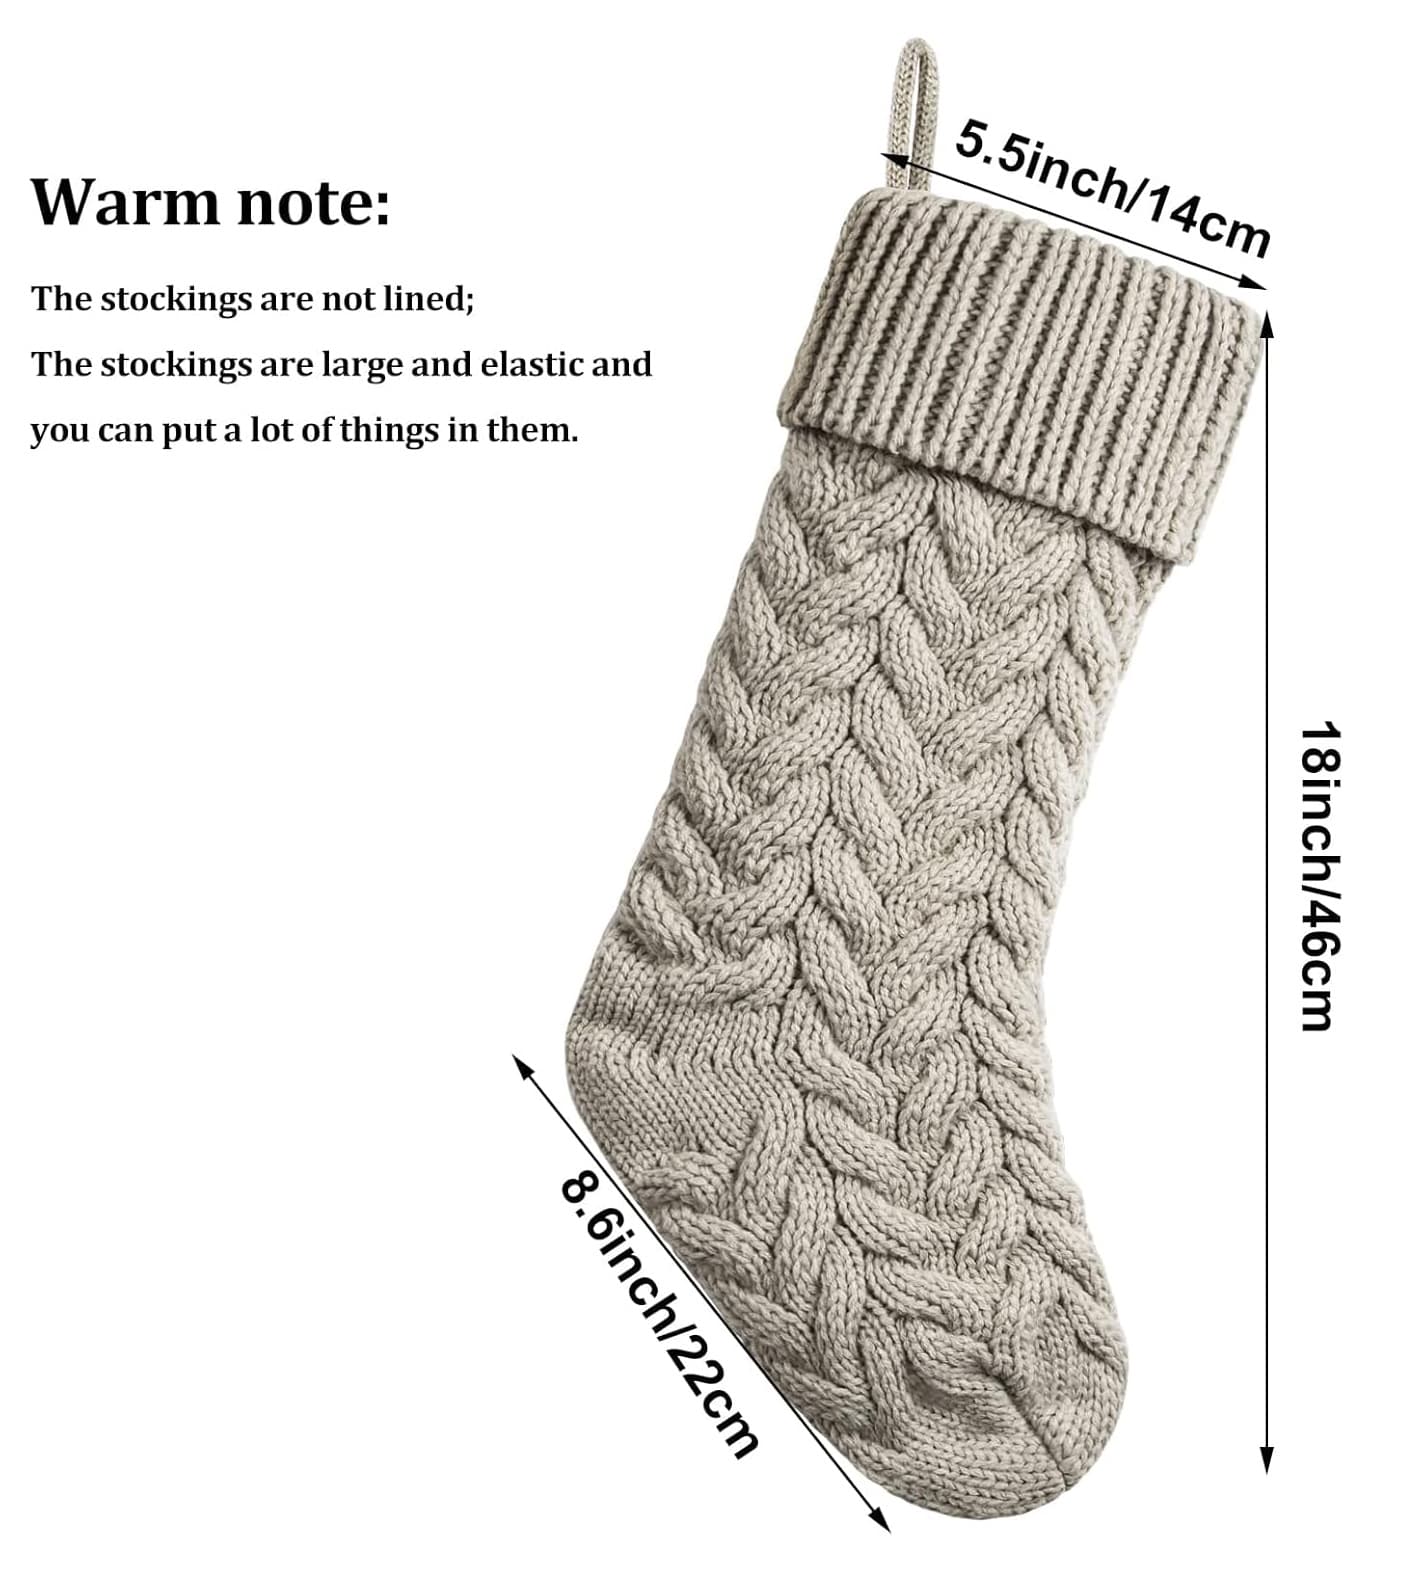 5.5inch/14cm
Warm note:
The stockings are not lined;
The stockings are large and elastic and
you can put a lot of things in them.
18inch/46cm
8.6inch/22cm